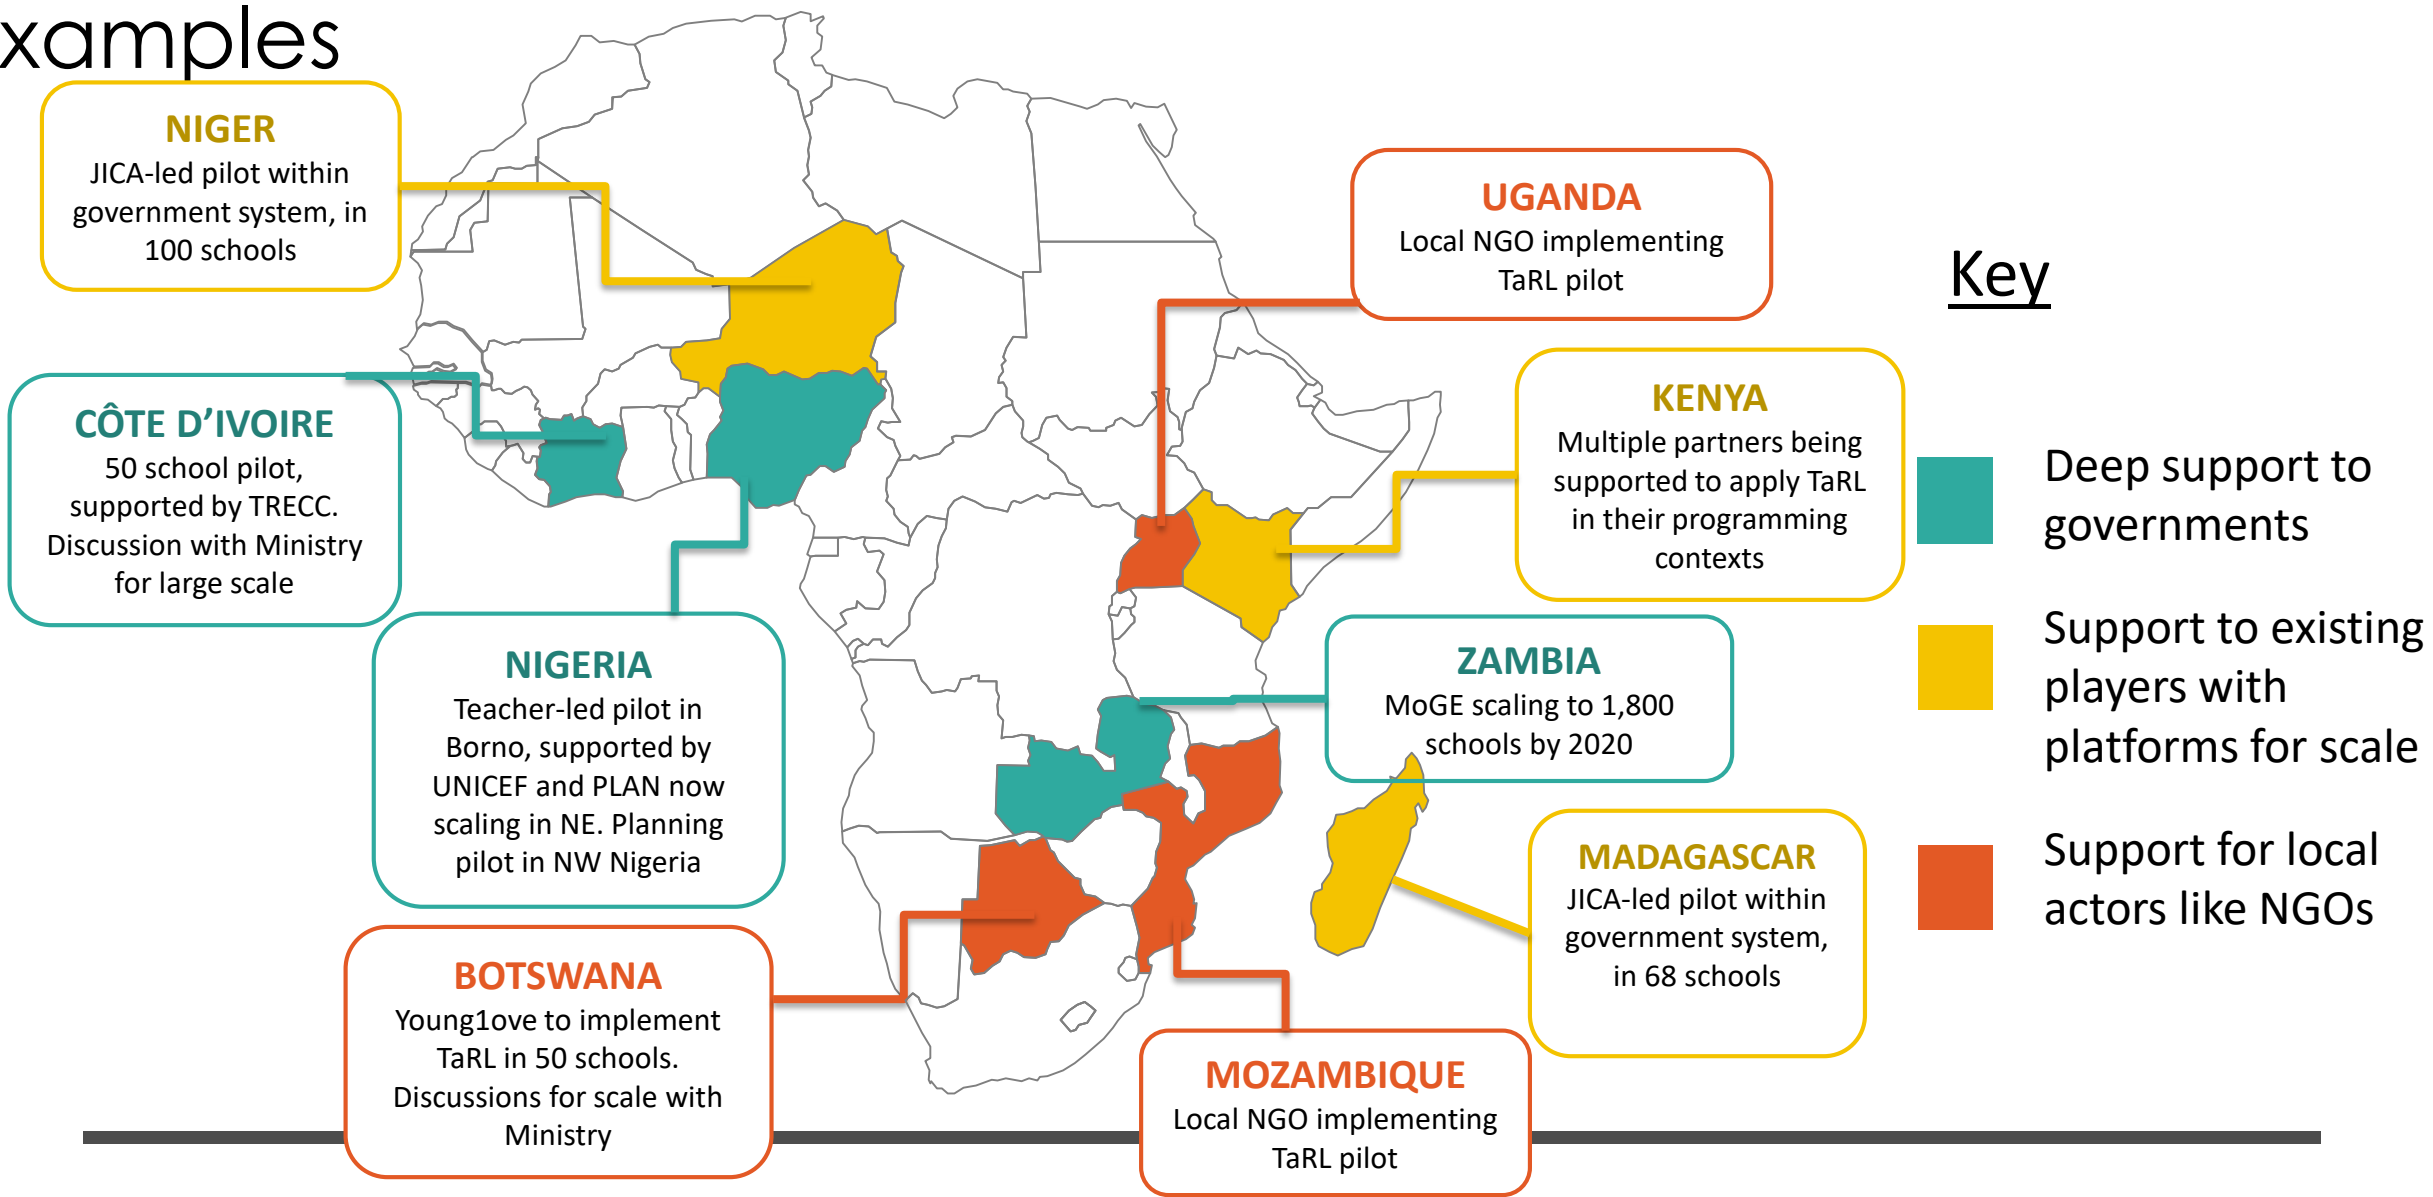 xamples
NIGER
JICA-led pilot within
government system, in
100 schools
UGANDA
Local NGO implementing
TaRL pilot
Key
CÔTE D’IVOIRE
50 school pilot,
supported by TRECC.
Discussion with Ministry
for large scale
KENYA
Multiple partners being
supported to apply TaRL
in their programming
contexts
Deep support to
governments
Support to existing
players with
platforms for scale
Support for local
actors like NGOs
NIGERIA
Teacher-led pilot in
Borno, supported by
UNICEF and PLAN now
scaling in NE. Planning
pilot in NW Nigeria
ZAMBIA
MoGE scaling to 1,800
schools by 2020
MADAGASCAR
JICA-led pilot within
government system,
in 68 schools
BOTSWANA
Young1ove to implement
TaRL in 50 schools.
Discussions for scale with
Ministry
MOZAMBIQUE
Local NGO implementing
TaRL pilot